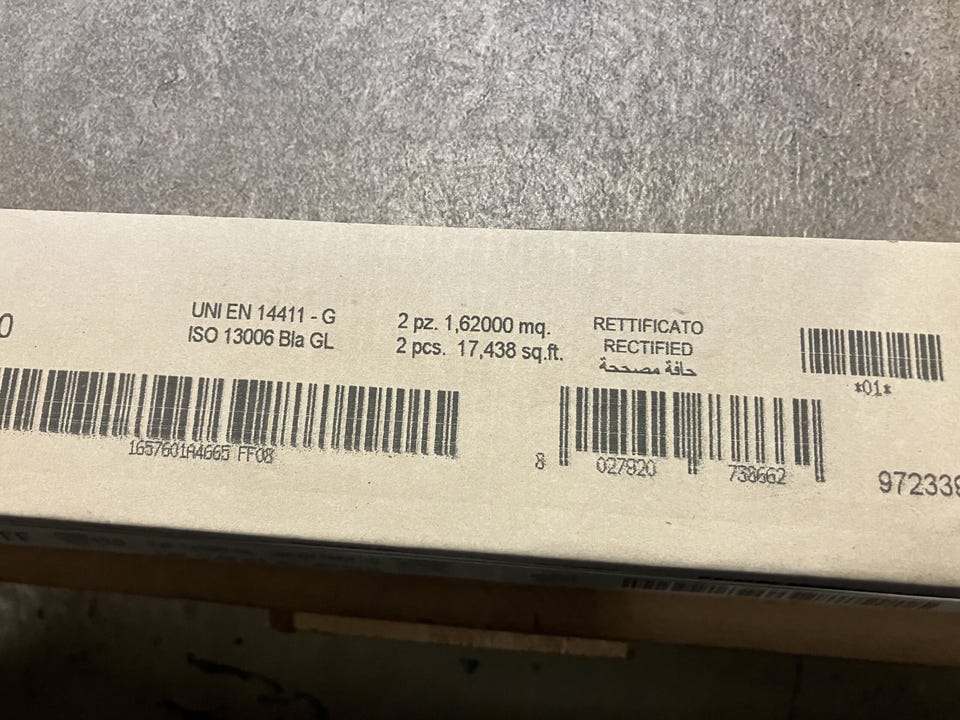 0
UNI EN 14411 - G
ISO 13006 BIa GL
2 pz. 1,62000 mq.
2 pcs. 17,438 sq.ft.
RETTIFICATO
RECTIFIED
حافة مصححة
*01*
1657601A4665 FF08
8 027920 738662
97233